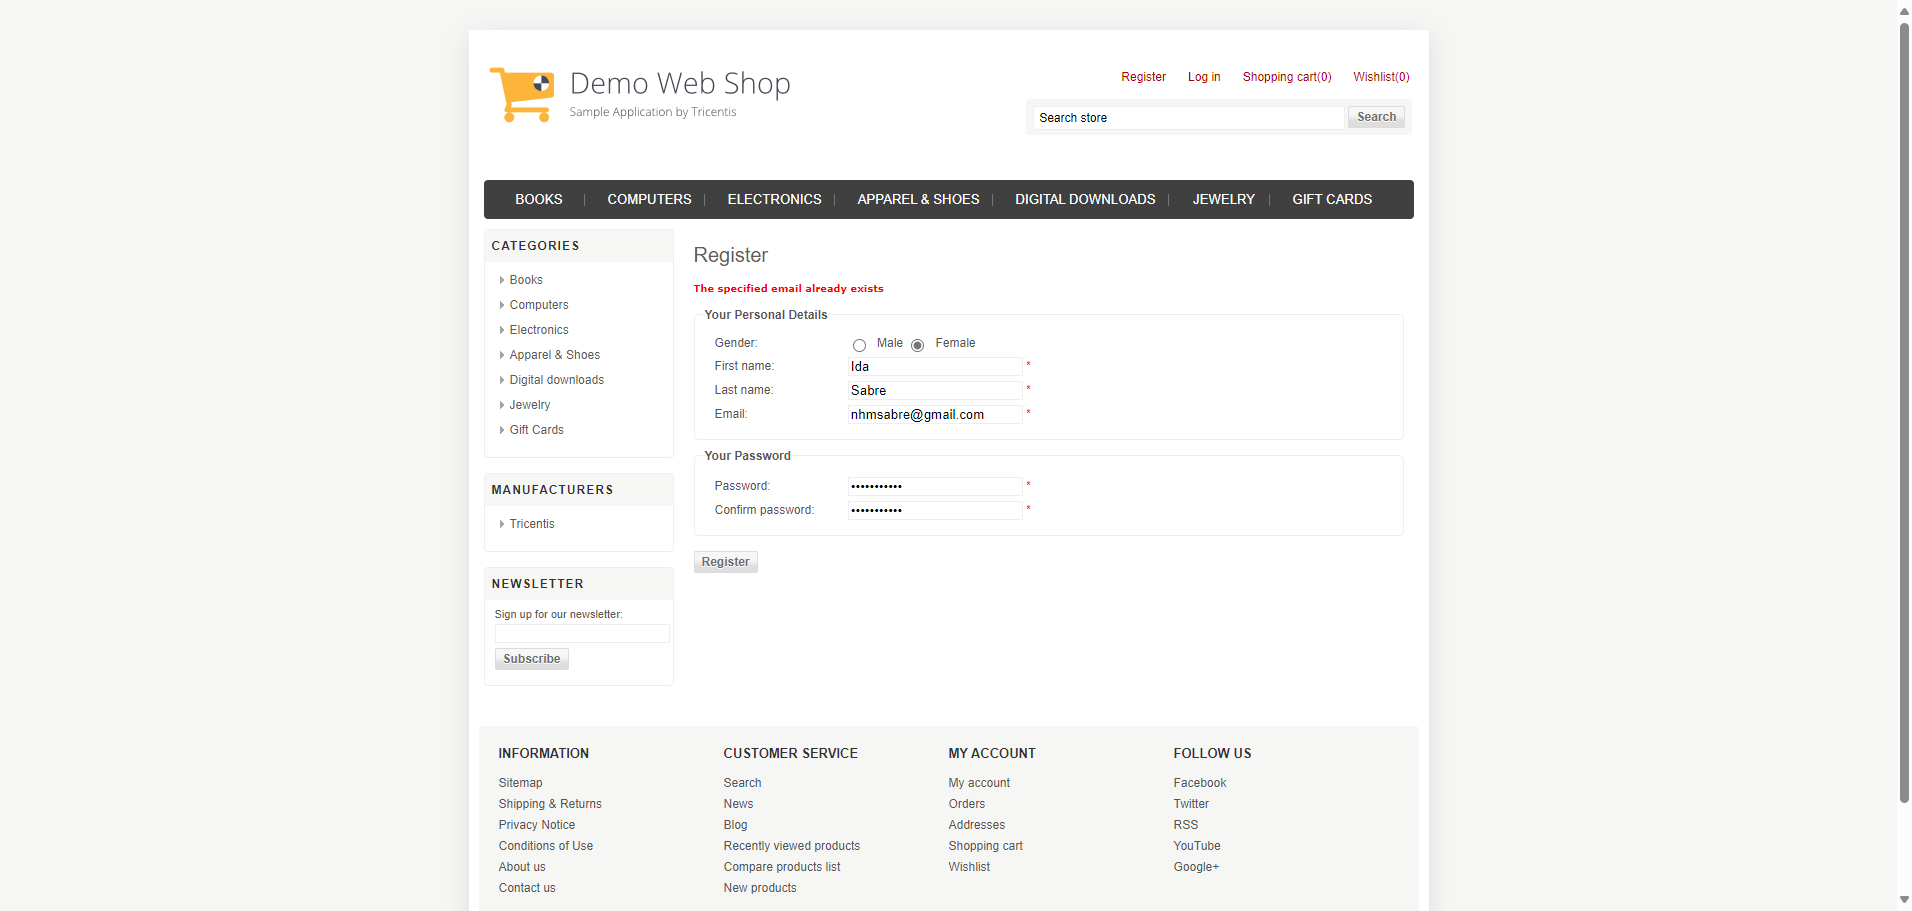 Demo Web Shop
Sample Application by Tricentis
Register Log in Shopping cart(0) Wishlist(0)
Search store Search
BOOKS COMPUTERS ELECTRONICS APPAREL & SHOES DIGITAL DOWNLOADS JEWELRY GIFT CARDS
CATEGORIES
Books
Computers
Electronics
Apparel & Shoes
Digital downloads
Jewelry
Gift Cards
MANUFACTURERS
Tricentis
NEWSLETTER
Sign up for our newsletter:
Subscribe
Register
The specified email already exists
Your Personal Details
Gender: Male Female
First name: Ida *
Last name: Sabre *
Email: nhmsabre@gmail.com *
Your Password
Password: ••••••••••• *
Confirm password: ••••••••••• *
Register
INFORMATION
Sitemap
Shipping & Returns
Privacy Notice
Conditions of Use
About us
Contact us
CUSTOMER SERVICE
Search
News
Blog
Recently viewed products
Compare products list
New products
MY ACCOUNT
My account
Orders
Addresses
Shopping cart
Wishlist
FOLLOW US
Facebook
Twitter
RSS
YouTube
Google+